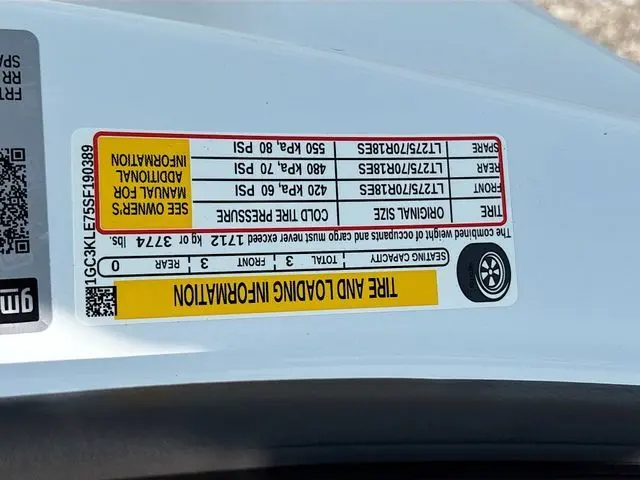 TIRE AND LOADING INFORMATION
SEATING CAPACITY TOTAL 3 FRONT 3 REAR 0
The combined weight of occupants and cargo must never exceed 1712 kg or 3774 lbs.
TIRE ORIGINAL SIZE COLD TIRE PRESSURE
FRONT LT275/70R18ES 420 kPa, 60 PSI
REAR LT275/70R18ES 480 kPa, 70 PSI
SPARE LT275/70R18ES 550 kPa, 80 PSI
SEE OWNER'S
MANUAL FOR
ADDITIONAL
INFORMATION
1GC3KLE75SF190389
gm
FRT
RR
SPA